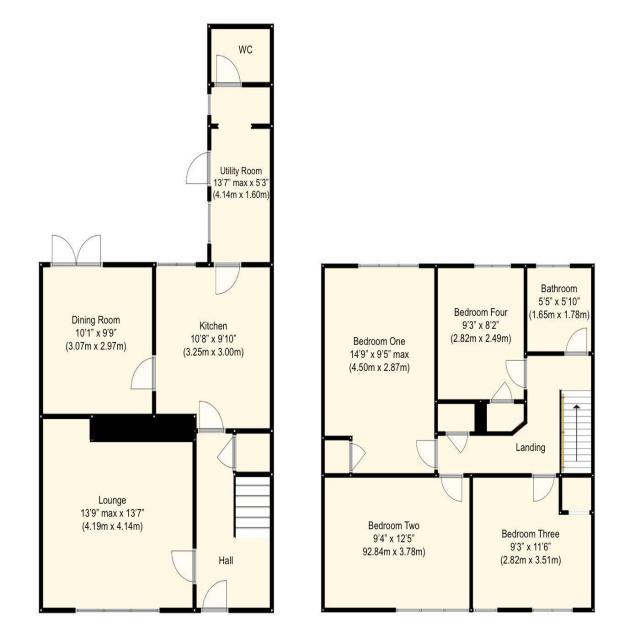 WC
Utility Room
13'7" max x 5'3"
(4.14m x 1.60m)
Dining Room
10'1" x 9'9"
(3.07m x 2.97m)
Kitchen
10'8" x 9'10"
(3.25m x 3.00m)
Lounge
13'9" max x 13'7"
(4.19m x 4.14m)
Hall
Bedroom One
14'9" x 9'5" max
(4.50m x 2.87m)
Bedroom Four
9'3" x 8'2"
(2.82m x 2.49m)
Bathroom
5'5" x 5'10"
(1.65m x 1.78m)
Landing
Bedroom Two
9'4" x 12'5"
92.84m x 3.78m)
Bedroom Three
9'3" x 11'6"
(2.82m x 3.51m)